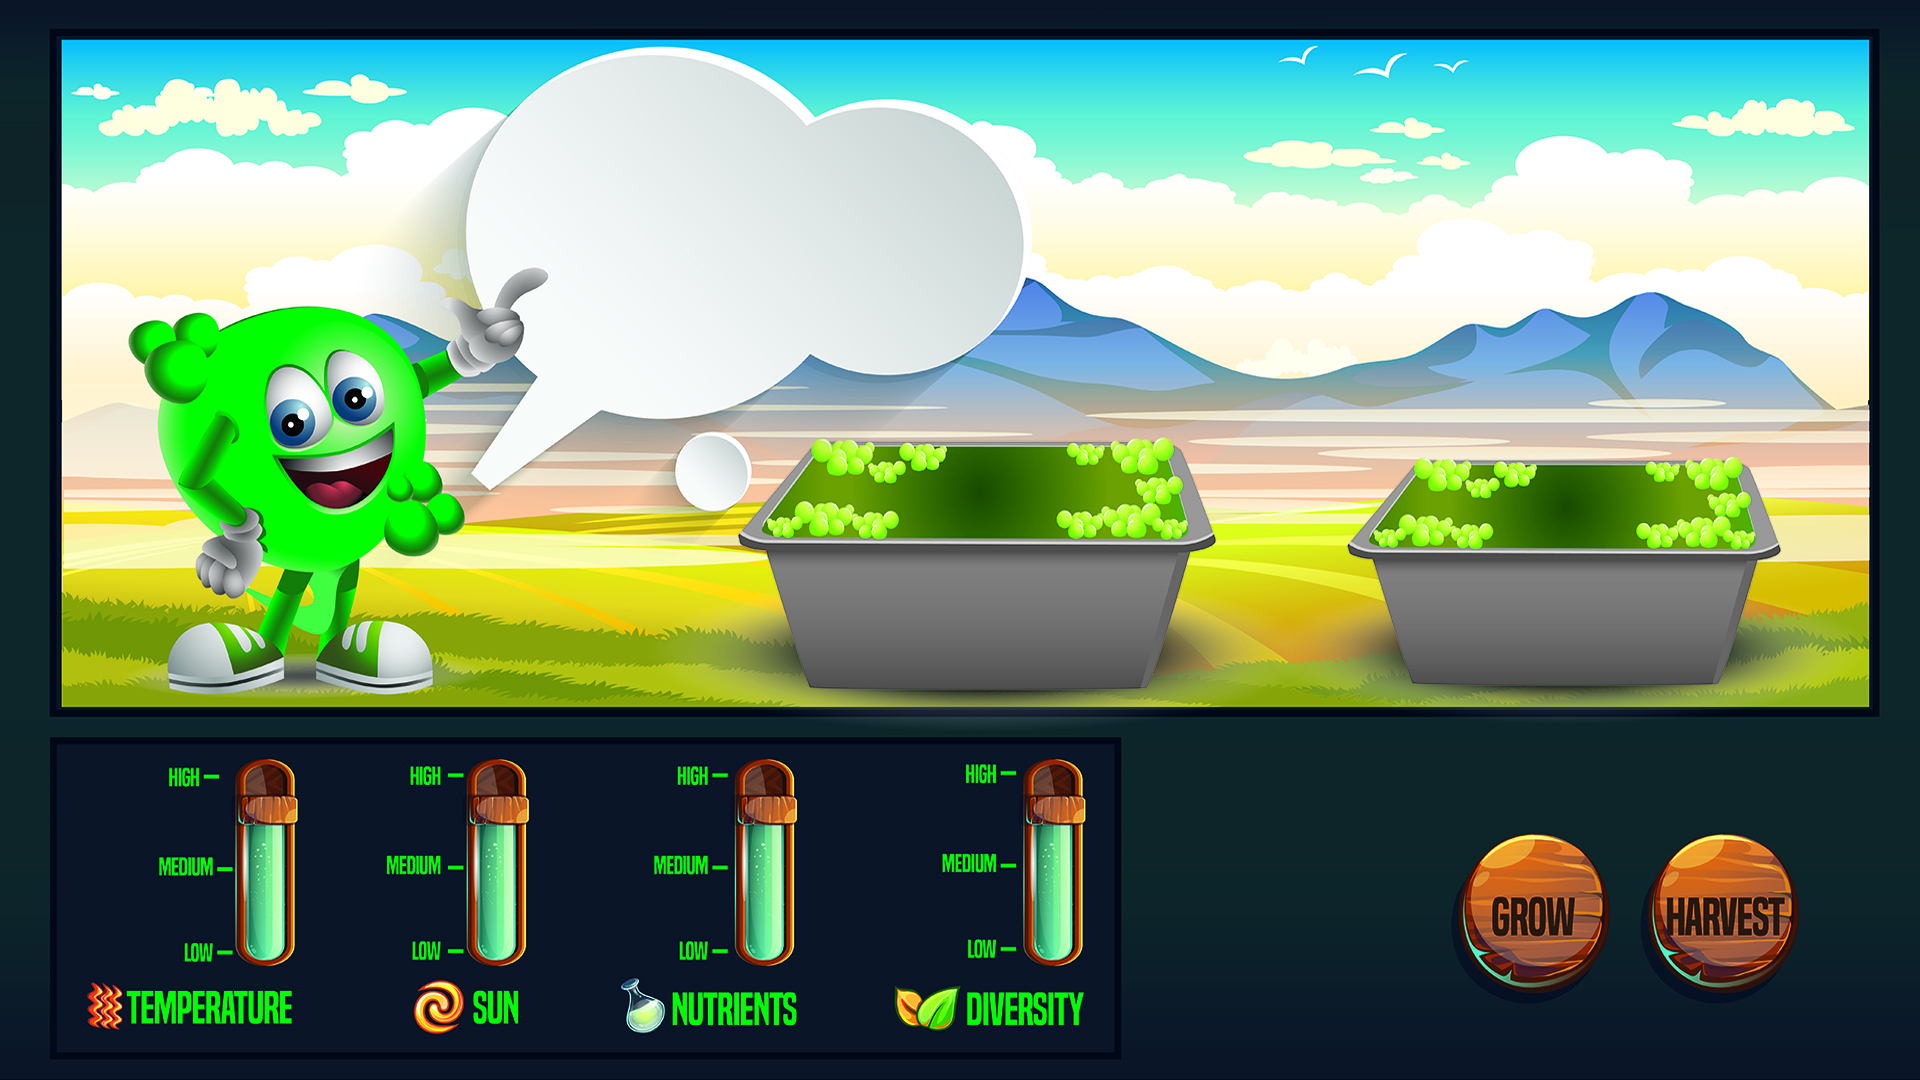 HIGH
HIGH
HIGH
HIGH
MEDIUM
MEDIUM
MEDIUM
MEDIUM
LOW
LOW
LOW
LOW
TEMPERATURE
SUN
NUTRIENTS
DIVERSITY
GROW
HARVEST